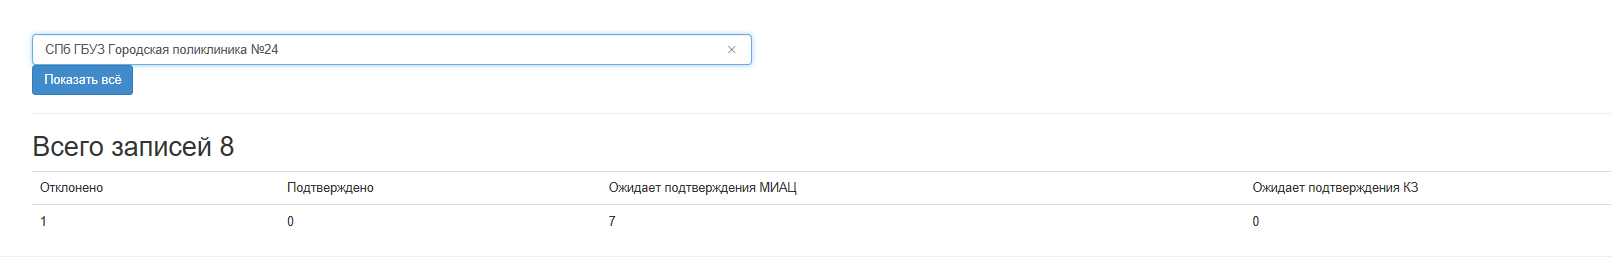 СПб ГБУЗ Городская поликлиника №24 ×
Показать всё
Всего записей 8
Отклонено Подтверждено Ожидает подтверждения МИАЦ Ожидает подтверждения КЗ
1 0 7 0